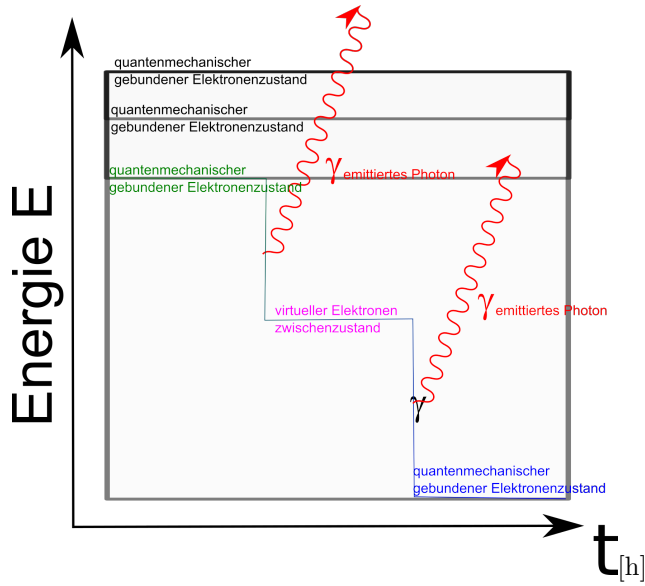 quantenmechanischer
gebundener Elektronenzustand
quantenmechanischer
gebundener Elektronenzustand
quantenmechanischer
gebundener Elektronenzustand
γ emittiertes Photon
virtueller Elektronen
zwischenzustand
γ emittiertes Photon
γ
quantenmechanischer
gebundener Elektronenzustand
Energie E
t[h]